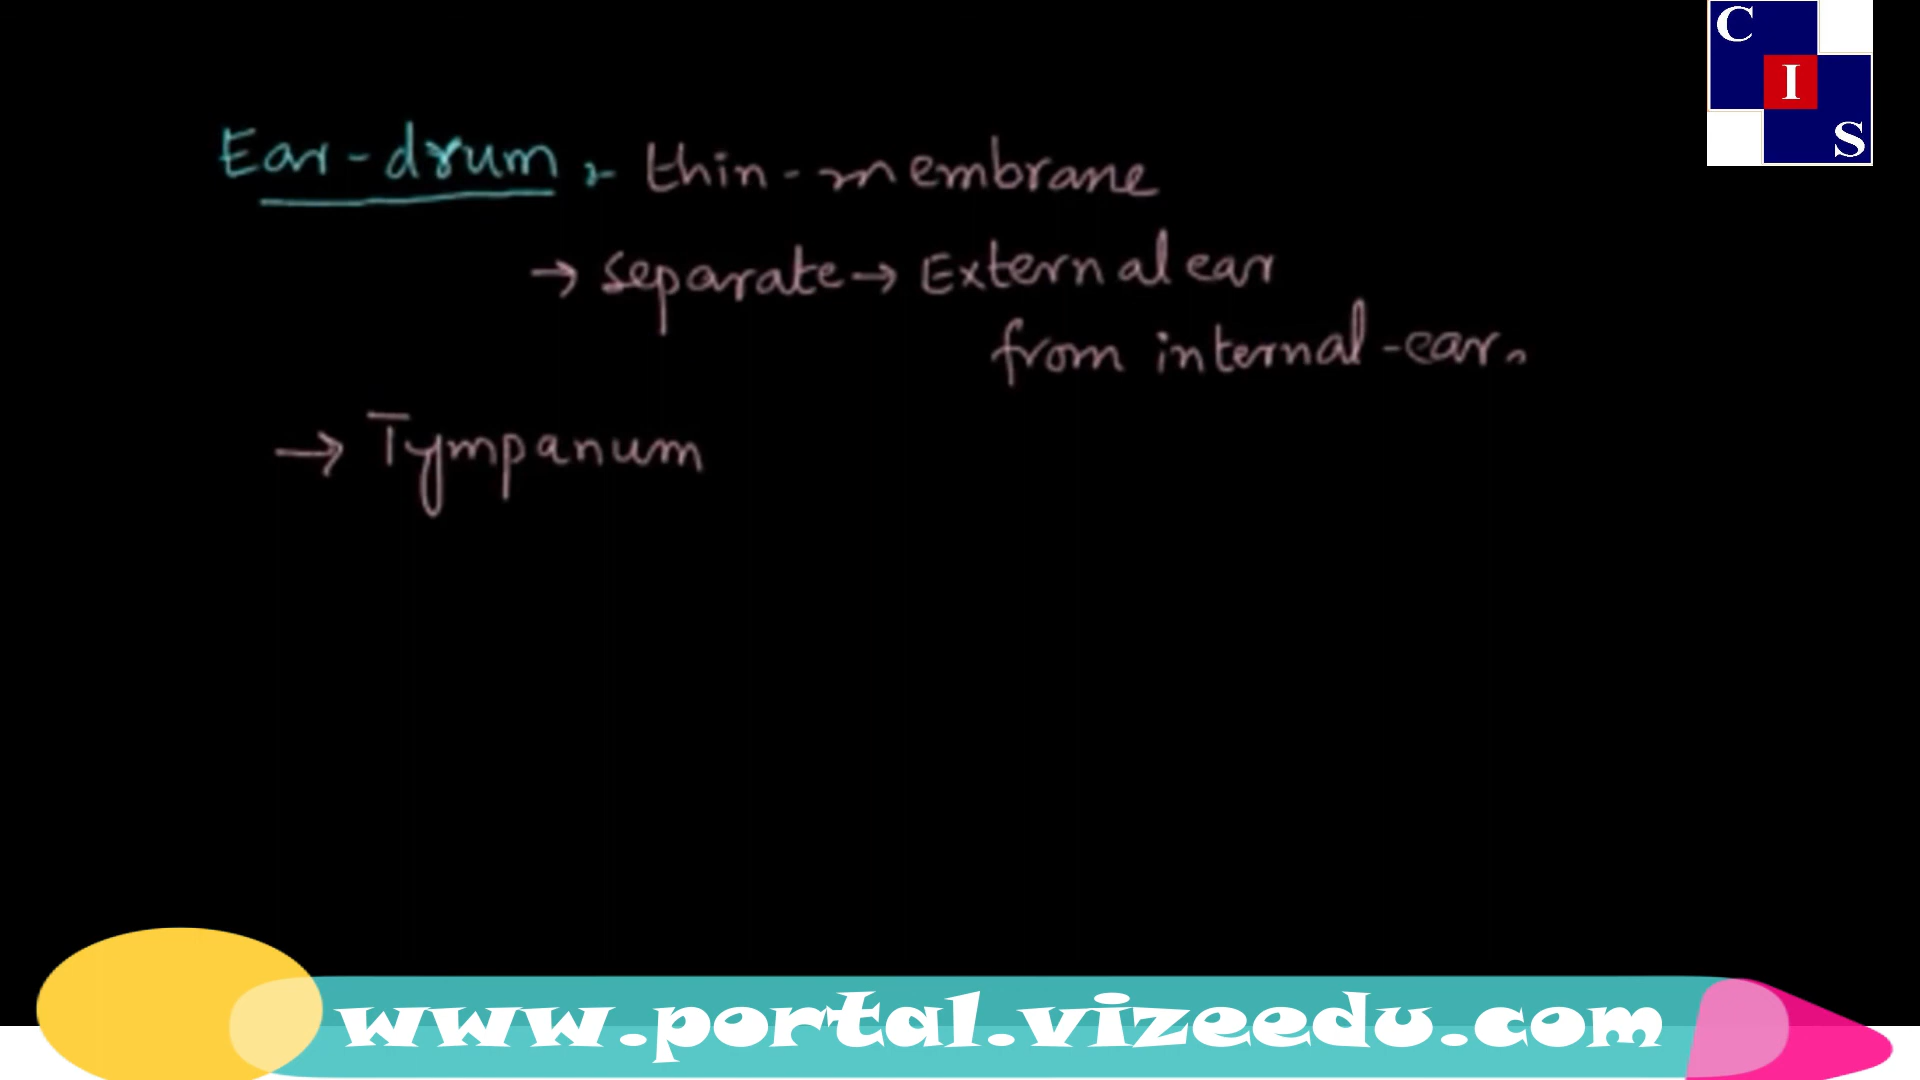 C
I
S
Ear-drum :- thin-membrane
→ separate → External ear
from internal-ear.
→ Tympanum
www.portal.vizeedu.com